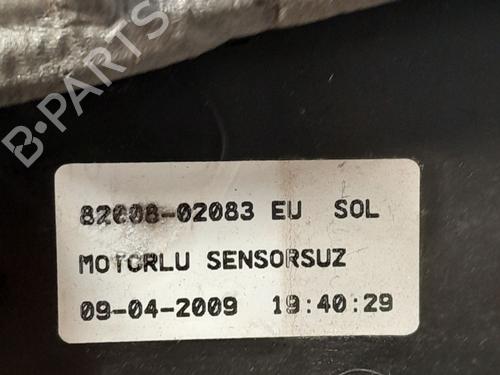 B-PARTS
82008-02083 EU SOL
MOTORLU SENSORSUZ
09-04-2009 19:40:29